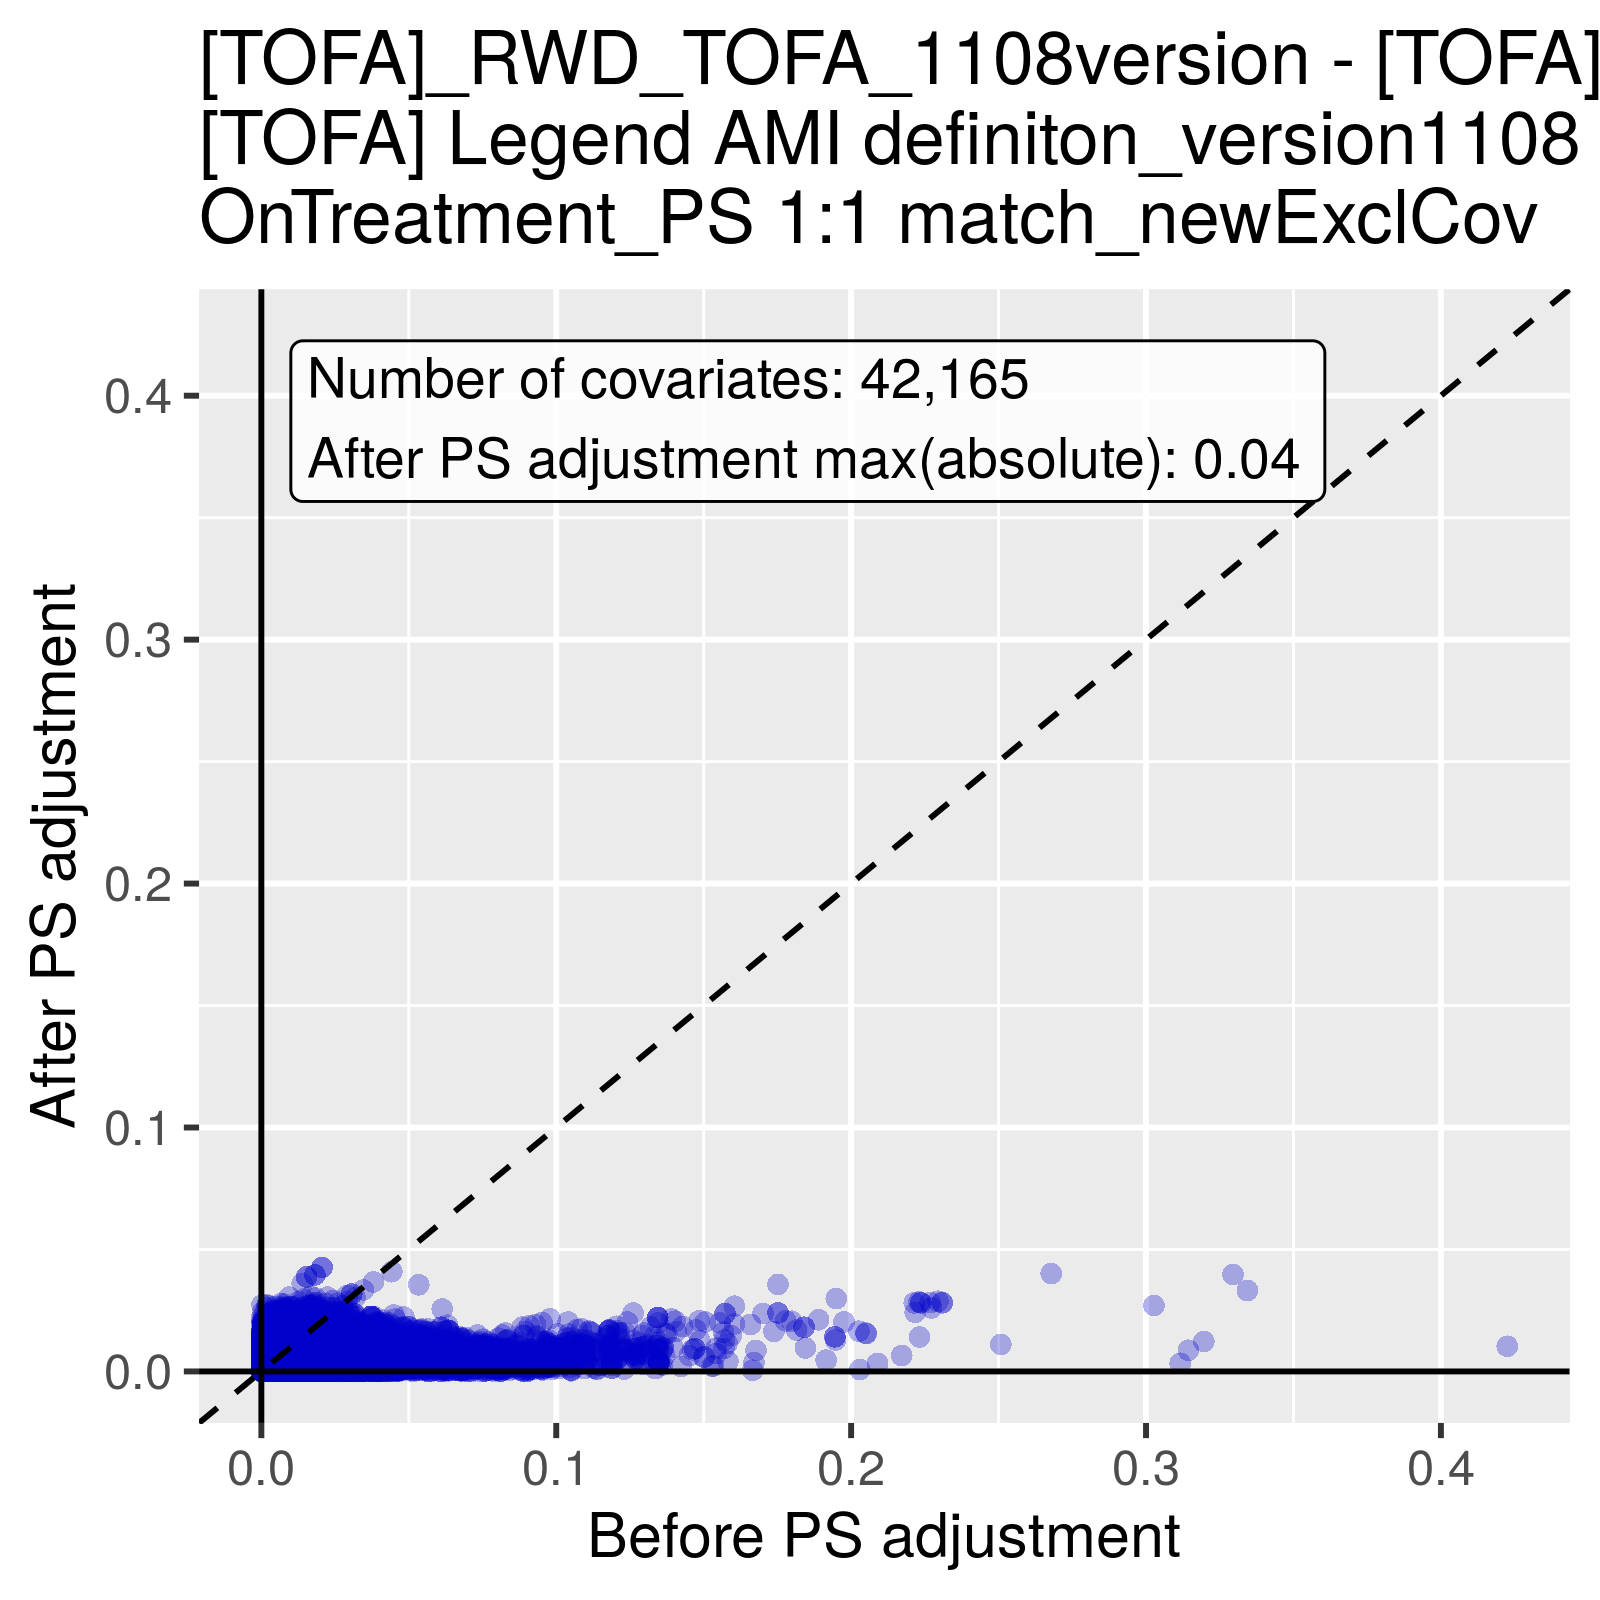 [TOFA]_RWD_TOFA_1108version - [TOFA]
[TOFA] Legend AMI definiton_version1108
OnTreatment_PS 1:1 match_newExclCov
Number of covariates: 42,165
After PS adjustment max(absolute): 0.04
After PS adjustment
0.4
0.3
0.2
0.1
0.0
0.0 0.1 0.2 0.3 0.4
Before PS adjustment